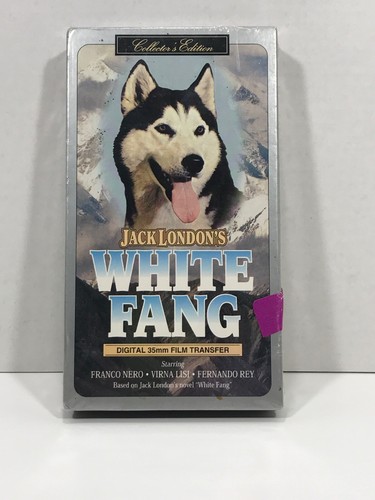 Collector's Edition
JACK LONDON'S
WHITE
FANG
DIGITAL 35mm FILM TRANSFER
Starring
FRANCO NERO • VIRNA LISI • FERNANDO REY
Based on Jack London's novel "White Fang"